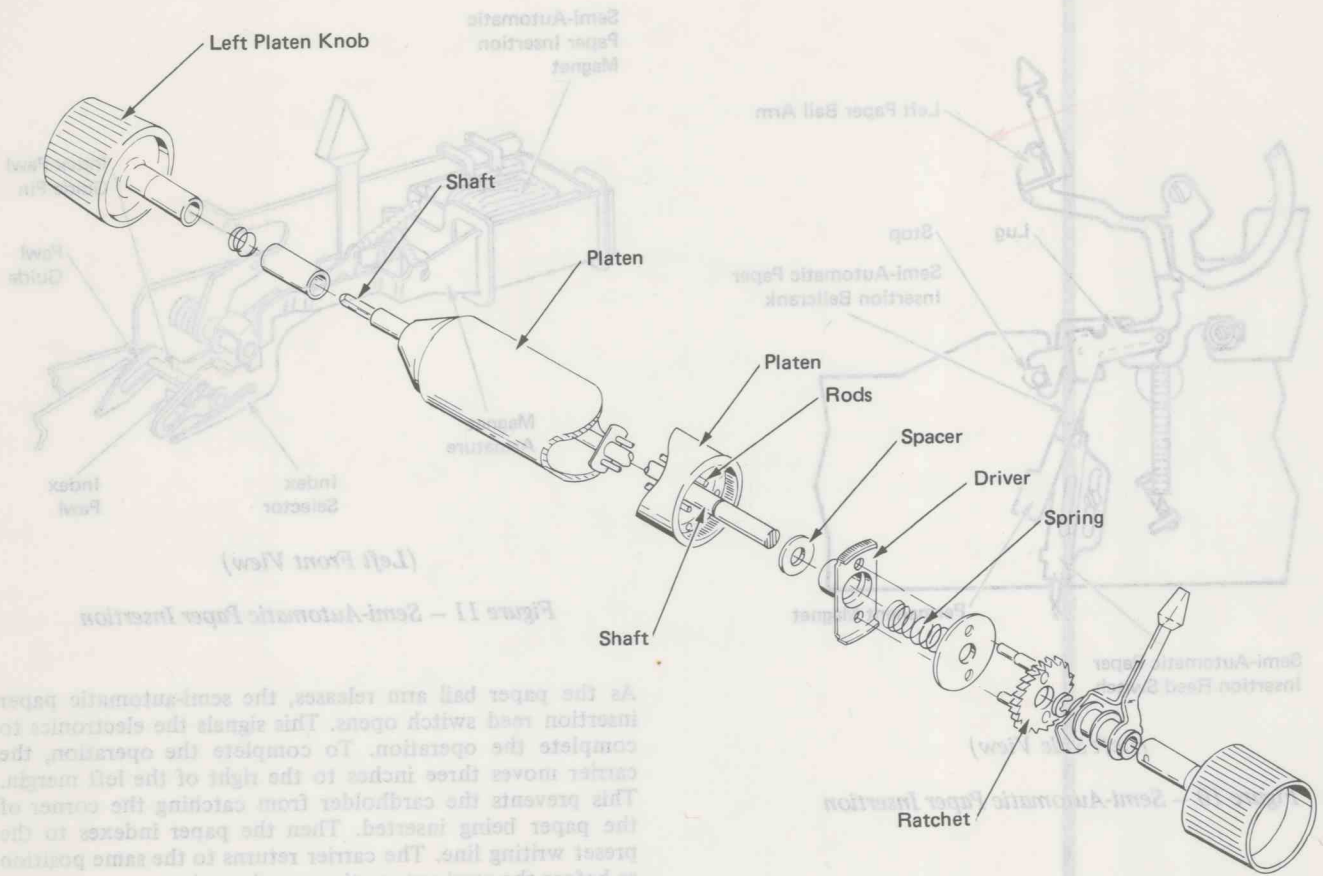 Left Platen Knob
Shaft
Platen
Platen
Rods
Spacer
Driver
Spring
Shaft
Ratchet
Semi-Automatic
Paper Insertion
Magnet
Left Paper Bail Arm
Pawl
Pin
Pawl
Guide
Stop
Lug
Semi-Automatic Paper
Insertion Bellcrank
Index
Pawl
Index
Selector
(Left Front View)
Figure 11 – Semi-Automatic Paper Insertion
Semi-Automatic Paper
Insertion Reed Switch
View)
– Semi-Automatic Paper Insertion
As the paper bail arm releases, the semi-automatic paper
insertion reed switch opens. This signals the electronics to
complete the operation. To complete the operation, the
carrier moves three inches to the right of the left margin.
This prevents the cardholder from catching the corner of
the paper being inserted. Then the paper indexes to the
preset writing line. The carrier returns to the same position